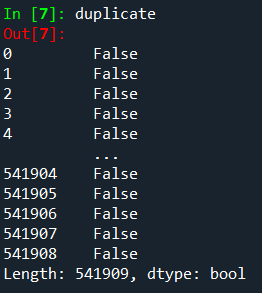 In [7]: duplicate
Out[7]:
0         False
1         False
2         False
3         False
4         False
          ...
541904    False
541905    False
541906    False
541907    False
541908    False
Length: 541909, dtype: bool